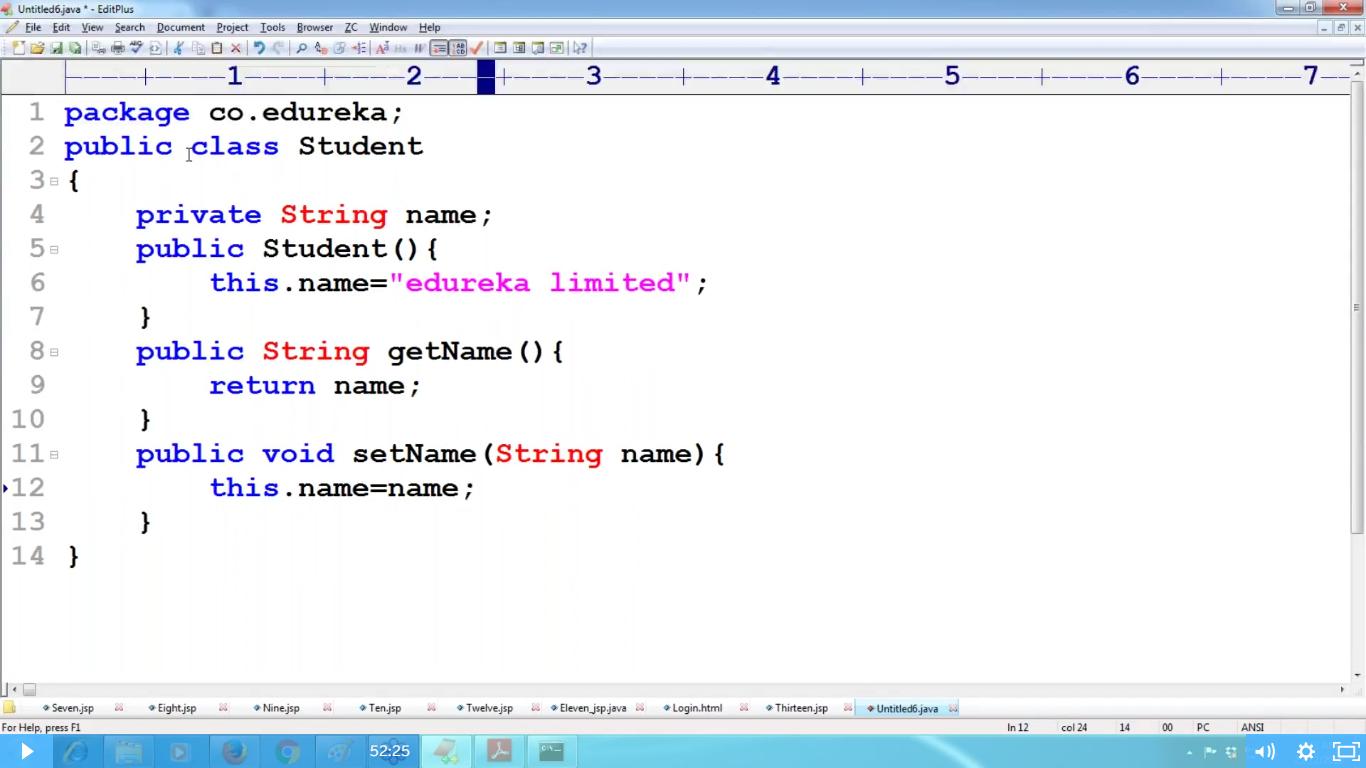 Untitled6.java * - EditPlus
File Edit View Search Document Project Tools Browser ZC Window Help
1 2 3 4 5 6 7
1 package co.edureka;
2 public class Student
3 {
4 private String name;
5 public Student(){
6 this.name="edureka limited";
7 }
8 public String getName(){
9 return name;
10 }
11 public void setName(String name){
12 this.name=name;
13 }
14 }
Seven.jsp Eight.jsp Nine.jsp Ten.jsp Twelve.jsp Eleven_jsp.java Login.html Thirteen.jsp Untitled6.java
For Help, press F1 ln 12 col 24 14 00 PC ANSI
52:25